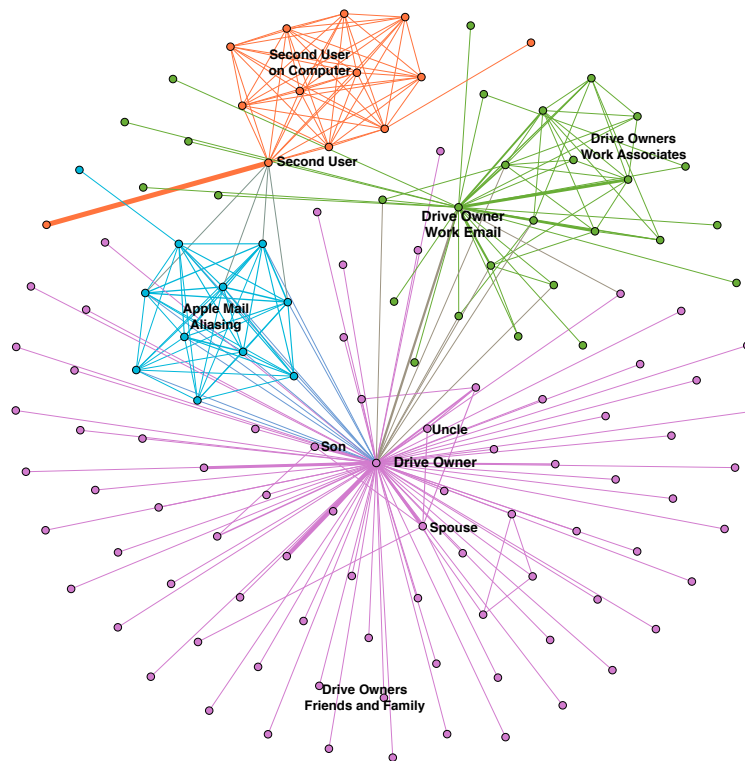 Second User
on Computer
Drive Owners
Work Associates
Second User
Drive Owner
Work Email
Apple Mail
Aliasing
Uncle
Son
Drive Owner
Spouse
Drive Owners
Friends and Family